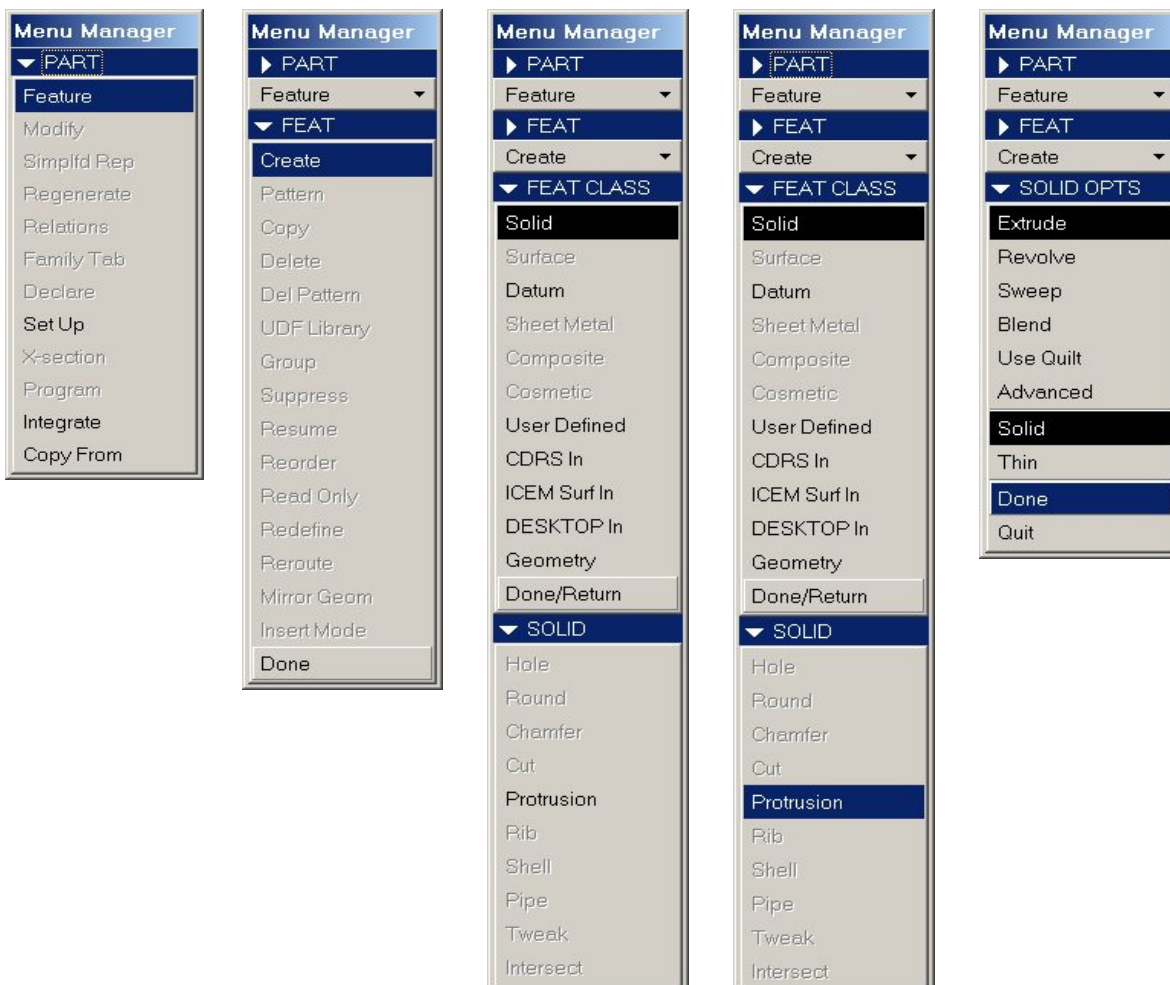 Menu Manager
PART
Feature
Modify
Simplfd Rep
Regenerate
Relations
Family Tab
Declare
Set Up
X-section
Program
Integrate
Copy From
Menu Manager
PART
Feature
FEAT
Create
Pattern
Copy
Delete
Del Pattern
UDF Library
Group
Suppress
Resume
Reorder
Read Only
Redefine
Reroute
Mirror Geom
Insert Mode
Done
Menu Manager
PART
Feature
FEAT
Create
FEAT CLASS
Solid
Surface
Datum
Sheet Metal
Composite
Cosmetic
User Defined
CDRS In
ICEM Surf In
DESKTOP In
Geometry
Done/Return
SOLID
Hole
Round
Chamfer
Cut
Protrusion
Rib
Shell
Pipe
Tweak
Intersect
Menu Manager
PART
Feature
FEAT
Create
FEAT CLASS
Solid
Surface
Datum
Sheet Metal
Composite
Cosmetic
User Defined
CDRS In
ICEM Surf In
DESKTOP In
Geometry
Done/Return
SOLID
Hole
Round
Chamfer
Cut
Protrusion
Rib
Shell
Pipe
Tweak
Intersect
Menu Manager
PART
Feature
FEAT
Create
SOLID OPTS
Extrude
Revolve
Sweep
Blend
Use Quilt
Advanced
Solid
Thin
Done
Quit